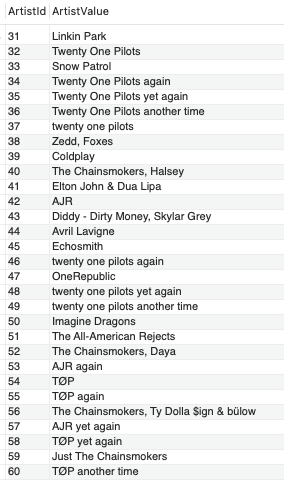 ArtistId ArtistValue
31 Linkin Park
32 Twenty One Pilots
33 Snow Patrol
34 Twenty One Pilots again
35 Twenty One Pilots yet again
36 Twenty One Pilots another time
37 twenty one pilots
38 Zedd, Foxes
39 Coldplay
40 The Chainsmokers, Halsey
41 Elton John & Dua Lipa
42 AJR
43 Diddy - Dirty Money, Skylar Grey
44 Avril Lavigne
45 Echosmith
46 twenty one pilots again
47 OneRepublic
48 twenty one pilots yet again
49 twenty one pilots another time
50 Imagine Dragons
51 The All-American Rejects
52 The Chainsmokers, Daya
53 AJR again
54 TØP
55 TØP again
56 The Chainsmokers, Ty Dolla $ign & bülow
57 AJR yet again
58 TØP yet again
59 Just The Chainsmokers
60 TØP another time